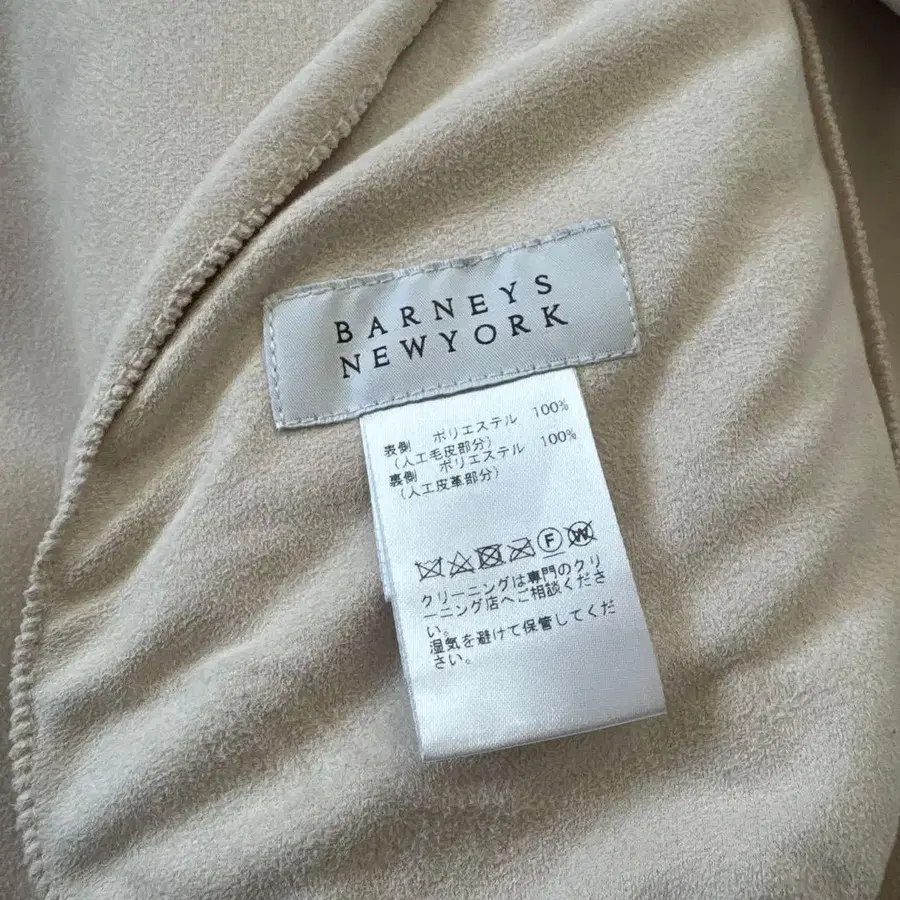 BARNEYS
NEWYORK
表側 ポリエステル 100%
（人工毛皮部分）
裏側 ポリエステル 100%
（人工皮革部分）
F W
クリーニングは専門のクリ
ーニング店へご相談くださ
い。
湿気を避けて保管してくだ
さい。